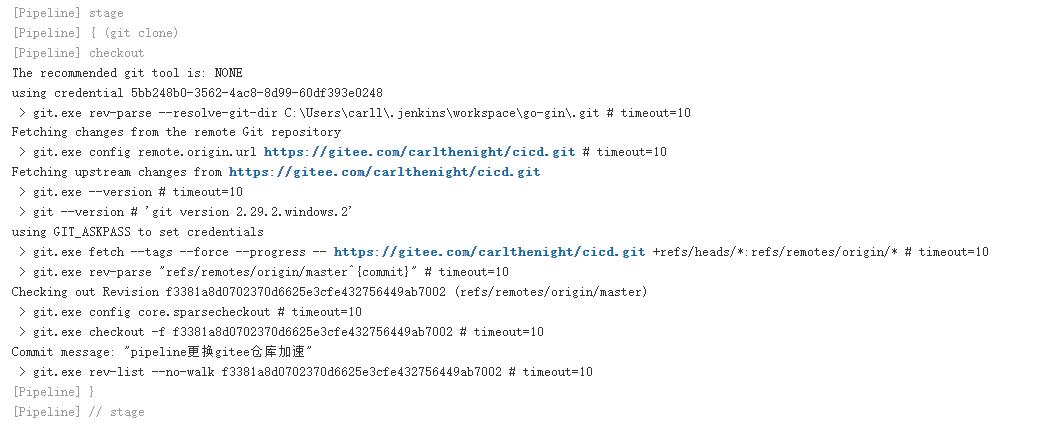 [Pipeline] stage
[Pipeline] { (git clone)
[Pipeline] checkout
The recommended git tool is: NONE
using credential 5bb248b0-3562-4ac8-8d99-60df393e0248
 > git.exe rev-parse --resolve-git-dir C:\Users\carll\.jenkins\workspace\go-gin\.git # timeout=10
Fetching changes from the remote Git repository
 > git.exe config remote.origin.url https://gitee.com/carlthenight/cicd.git # timeout=10
Fetching upstream changes from https://gitee.com/carlthenight/cicd.git
 > git.exe --version # timeout=10
 > git --version # 'git version 2.29.2.windows.2'
using GIT_ASKPASS to set credentials
 > git.exe fetch --tags --force --progress -- https://gitee.com/carlthenight/cicd.git +refs/heads/*:refs/remotes/origin/* # timeout=10
 > git.exe rev-parse "refs/remotes/origin/master^{commit}" # timeout=10
Checking out Revision f3381a8d0702370d6625e3cfe432756449ab7002 (refs/remotes/origin/master)
 > git.exe config core.sparsecheckout # timeout=10
 > git.exe checkout -f f3381a8d0702370d6625e3cfe432756449ab7002 # timeout=10
Commit message: "pipeline更换gitee仓库加速"
 > git.exe rev-list --no-walk f3381a8d0702370d6625e3cfe432756449ab7002 # timeout=10
[Pipeline] }
[Pipeline] // stage